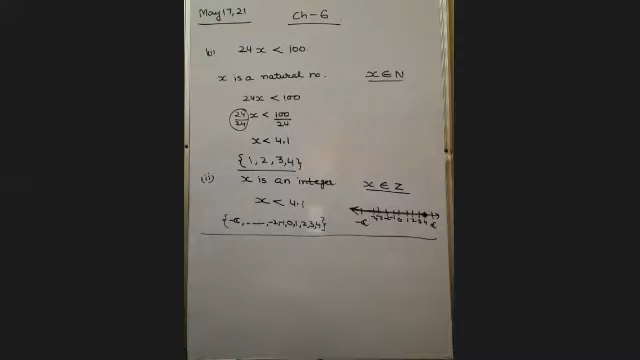 May 17, 21 Ch-6
(i) 24x < 100.
x is a natural no. x ∈ N
24x < 100
24/24 x < 100/24
x < 4.1
{1, 2, 3, 4}
(ii) x is an integer x ∈ Z
x < 4.1
{-∞, ......, -2, -1, 0, 1, 2, 3, 4}